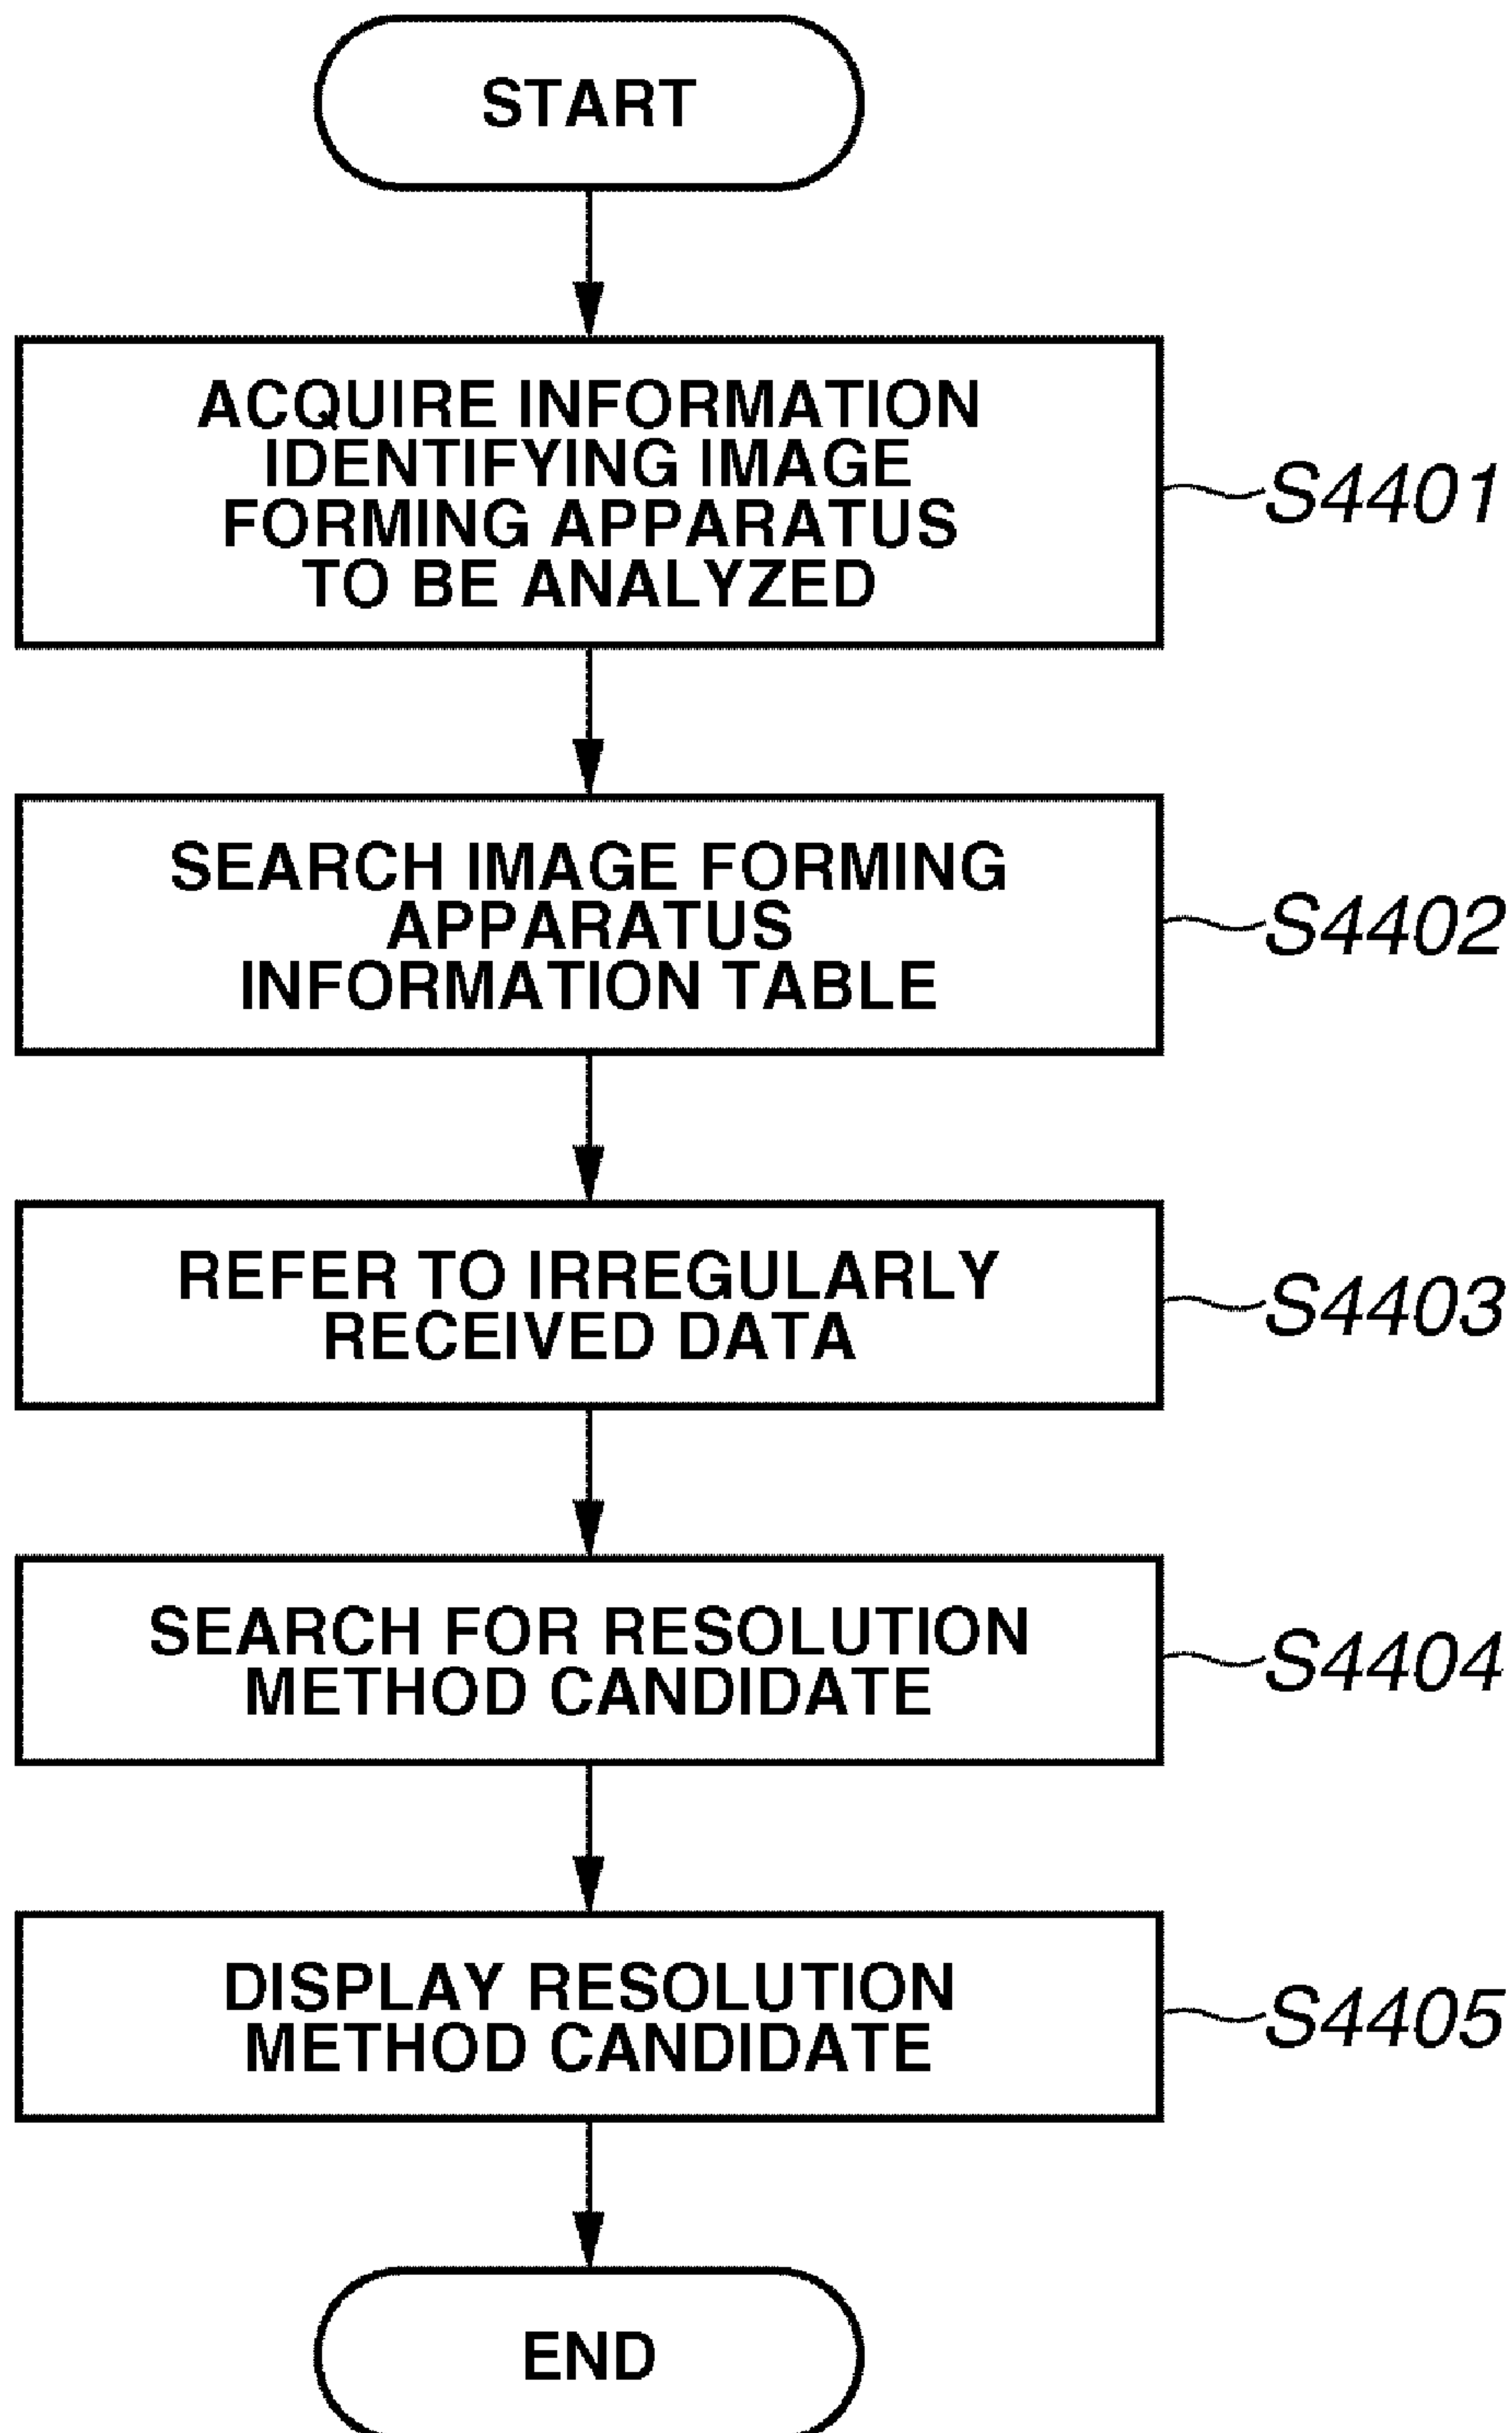 START
ACQUIRE INFORMATION
IDENTIFYING IMAGE
FORMING APPARATUS
TO BE ANALYZED
S4401
SEARCH IMAGE FORMING
APPARATUS
INFORMATION TABLE
S4402
REFER TO IRREGULARLY
RECEIVED DATA
S4403
SEARCH FOR RESOLUTION
METHOD CANDIDATE
S4404
DISPLAY RESOLUTION
METHOD CANDIDATE
S4405
END